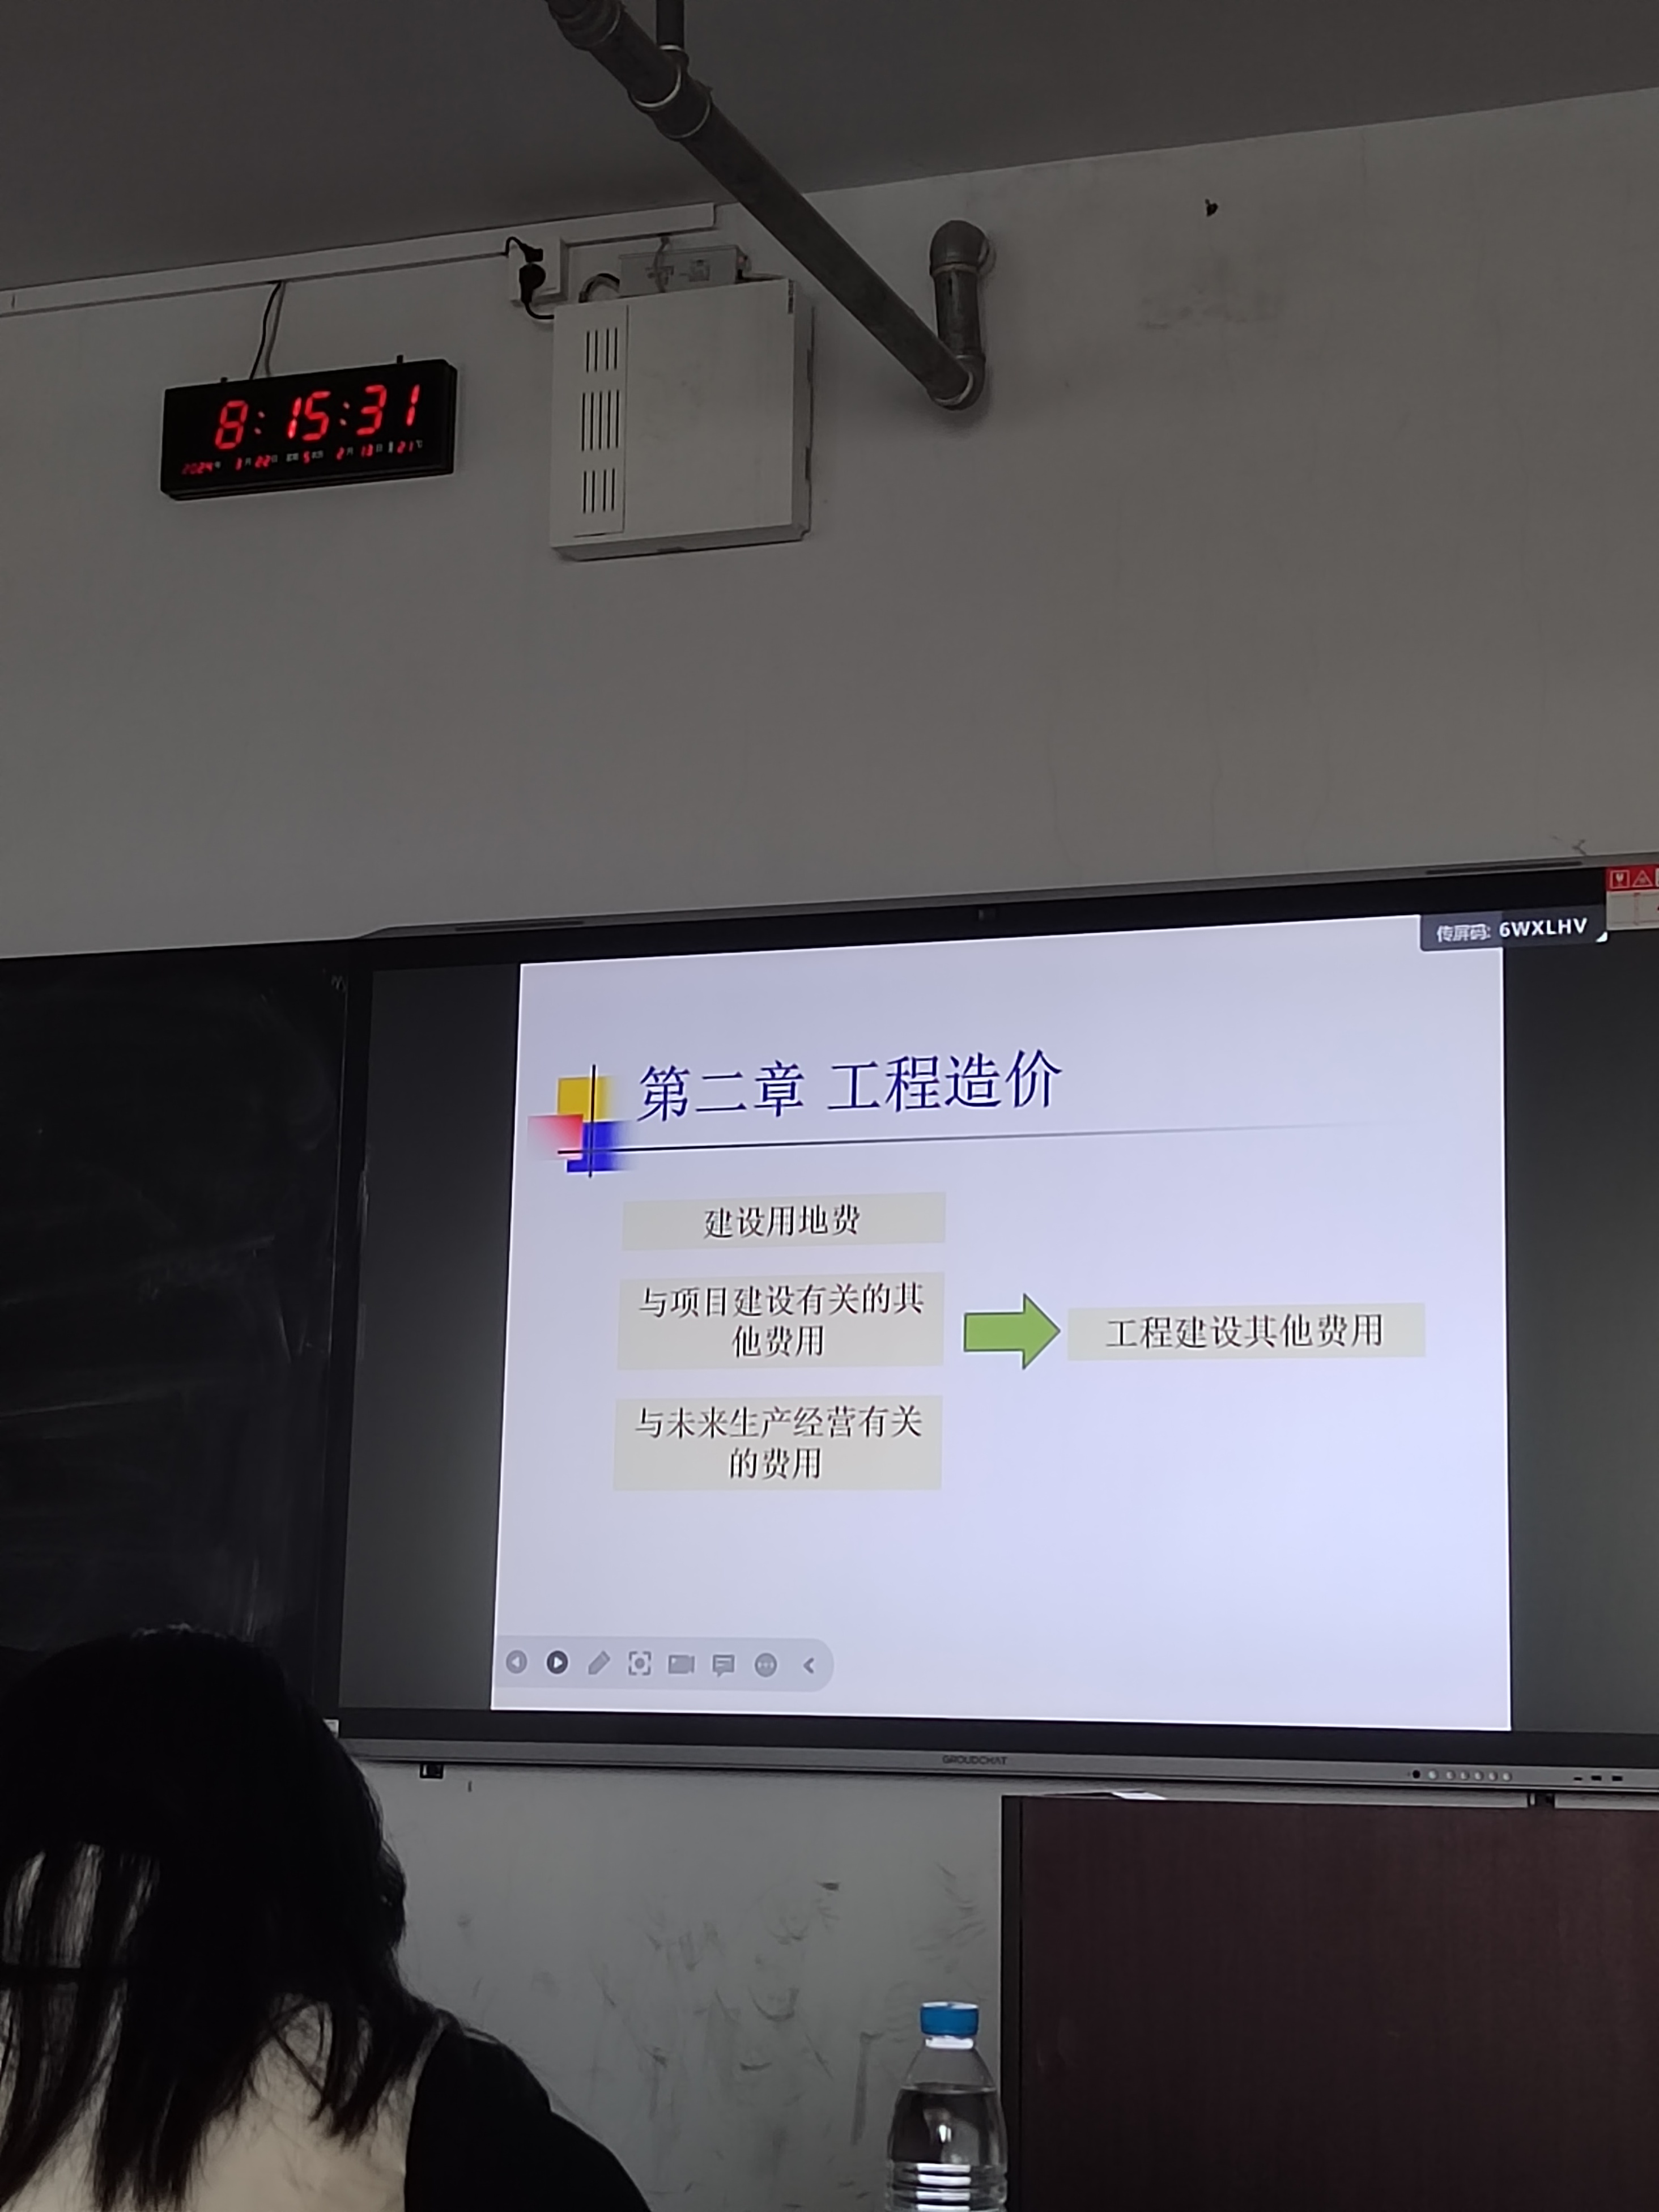 8:15:31
2024年 3月22日 星期5 农历 2月13日 21℃
传屏码: 6WXLHV
第二章 工程造价
建设用地费
与项目建设有关的其
他费用
工程建设其他费用
与未来生产经营有关
的费用
GROUDCHAT